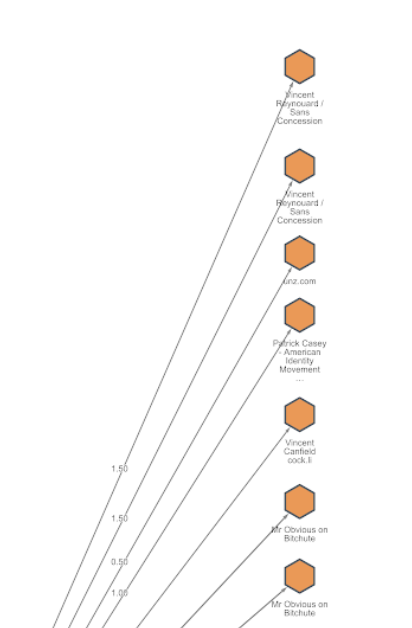 Vincent
Reynouard /
Sans
Concession
Vincent
Reynouard /
Sans
Concession
unz.com
Patrick Casey
- American
Identity
Movement
...
Vincent
Canfield
cock.li
1.50
Mr Obvious on
Bitchute
1.50
0.50
1.00
Mr Obvious on
Bitchute